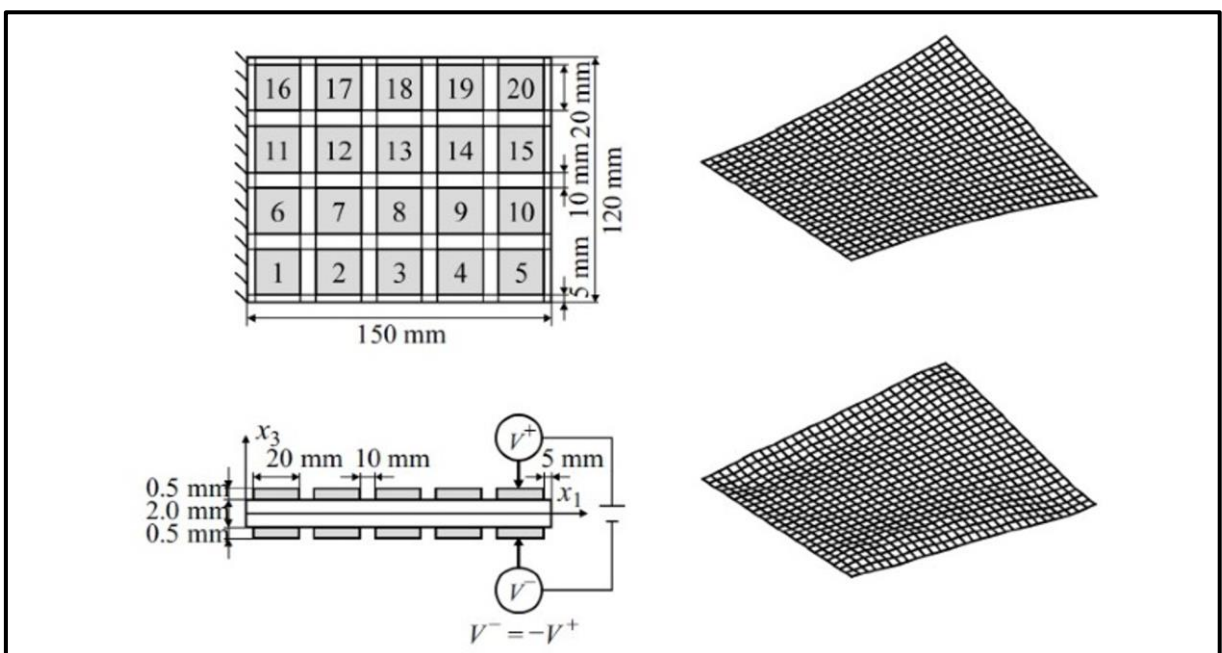 16 17 18 19 20
11 12 13 14 15
6 7 8 9 10
1 2 3 4 5
20 mm
10 mm
5 mm
120 mm
150 mm
x3
20 mm 10 mm
V+
5 mm
0.5 mm
2.0 mm
0.5 mm
x1
V−
V− = −V+